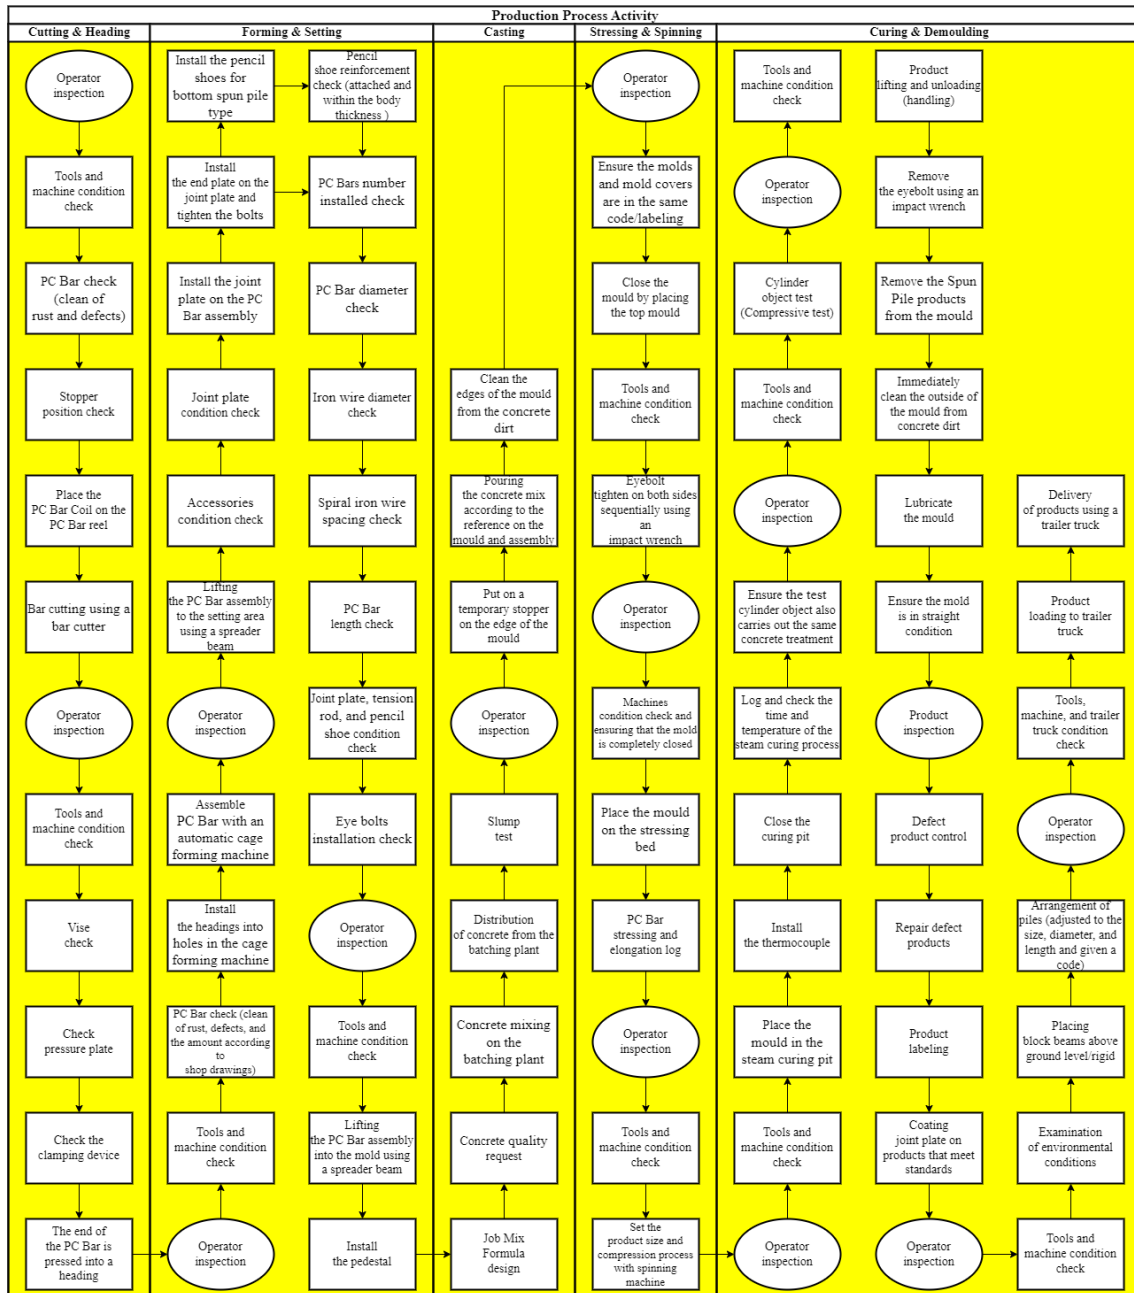 Production Process Activity
Cutting & Heading
Forming & Setting
Casting
Stressing & Spinning
Curing & Demoulding
Operator
inspection
Tools and
machine condition
check
PC Bar check
(clean of
rust and defects)
Stopper
position check
Place the
PC Bar Coil on the
PC Bar reel
Bar cutting using a
bar cutter
Operator
inspection
Tools and
machine condition
check
Vise
check
Check
pressure plate
Check the
clamping device
The end of
the PC Bar is
pressed into a
heading
Operator
inspection
Tools and
machine condition
check
PC Bar check (clean
of rust, defects, and
the amount according
to
shop drawings)
Install
the headings into
holes in the cage
forming machine
Assemble
PC Bar with an
automatic cage
forming machine
Operator
inspection
Lifting
the PC Bar assembly
to the setting area
using a spreader
beam
Accessories
condition check
Joint plate
condition check
Install the joint
plate on the PC
Bar assembly
Install
the end plate on the
joint plate and
tighten the bolts
Install the pencil
shoes for
bottom spun pile
type
Pencil
shoe reinforcement
check (attached and
within the body
thickness )
PC Bars number
installed check
PC Bar diameter
check
Iron wire diameter
check
Spiral iron wire
spacing check
PC Bar
length check
Joint plate, tension
rod, and pencil
shoe condition
check
Eye bolts
installation check
Operator
inspection
Tools and
machine condition
check
Lifting
the PC Bar assembly
into the mold using
a spreader beam
Install
the pedestal
Job Mix
Formula
design
Concrete quality
request
Concrete mixing
on the
batching plant
Distribution
of concrete from the
batching plant
Slump
test
Operator
inspection
Put on a
temporary stopper
on the edge of the
mould
Pouring
the concrete mix
according to the
reference on the
mould and assembly
Clean the
edges of the mould
from the concrete
dirt
Operator
inspection
Ensure the molds
and mold covers
are in the same
code/labeling
Close the
mould by placing
the top mould
Tools and
machine condition
check
Eyebolt
tighten on both sides
sequentially using
an
impact wrench
Operator
inspection
Machines
condition check and
ensuring that the mold
is completely closed
Place the mould
on the stressing
bed
PC Bar
stressing and
elongation log
Operator
inspection
Tools and
machine condition
check
Set the
product size and
compression process
with spinning
machine
Operator
inspection
Tools and
machine condition
check
Place the
mould in the
steam curing pit
Install
the thermocouple
Close the
curing pit
Log and check the
time and
temperature of the
steam curing process
Ensure the test
cylinder object also
carries out the same
concrete treatment
Operator
inspection
Tools and
machine condition
check
Cylinder
object test
(Compressive test)
Operator
inspection
Tools and
machine condition
check
Product
lifting and unloading
(handling)
Remove
the eyebolt using an
impact wrench
Remove the Spun
Pile products
from the mould
Immediately
clean the outside of
the mould from
concrete dirt
Lubricate
the mould
Ensure the mold
is in straight
condition
Product
inspection
Defect
product control
Repair defect
products
Product
labeling
Coating
joint plate on
products that meet
standards
Operator
inspection
Tools and
machine condition
check
Examination
of environmental
conditions
Placing
block beams above
ground level/rigid
Arrangement of
piles (adjusted to the
size, diameter, and
length and given a
code)
Operator
inspection
Tools,
machine, and trailer
truck condition
check
Product
loading to trailer
truck
Delivery
of products using a
trailer truck